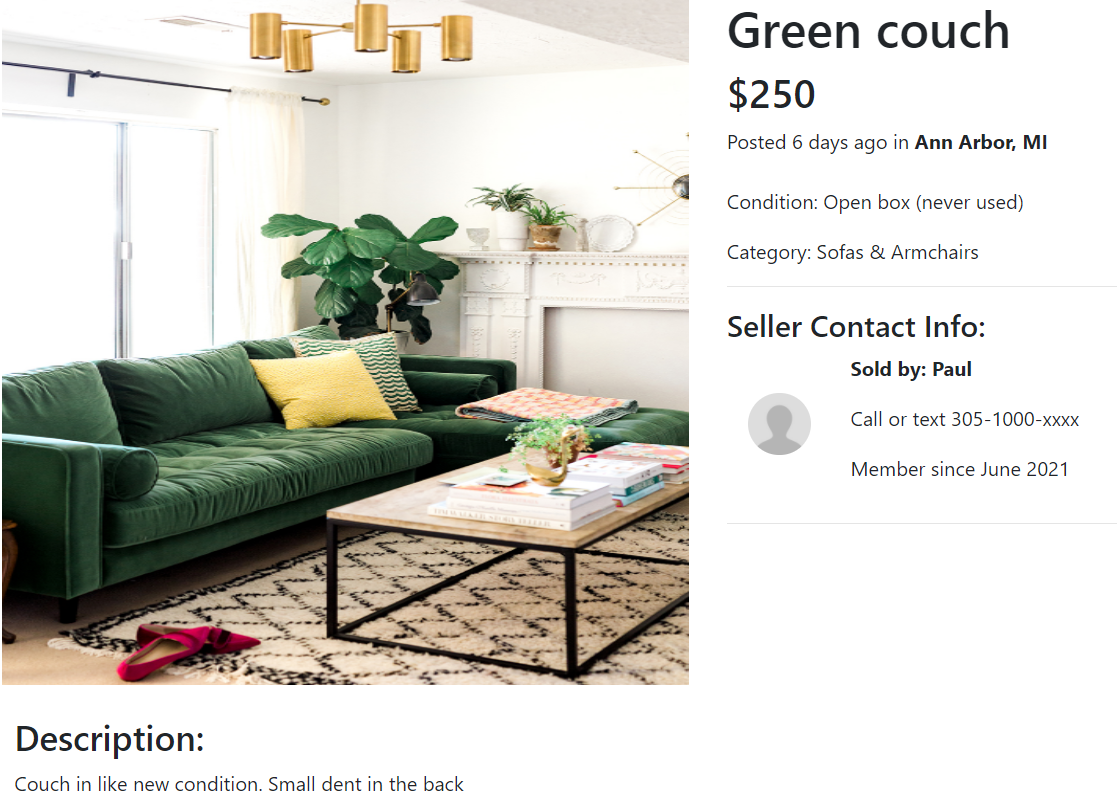 Green couch
$250
Posted 6 days ago in Ann Arbor, MI
Condition: Open box (never used)
Category: Sofas & Armchairs
Seller Contact Info:
Sold by: Paul
Call or text 305-1000-xxxx
Member since June 2021
Description:
Couch in like new condition. Small dent in the back